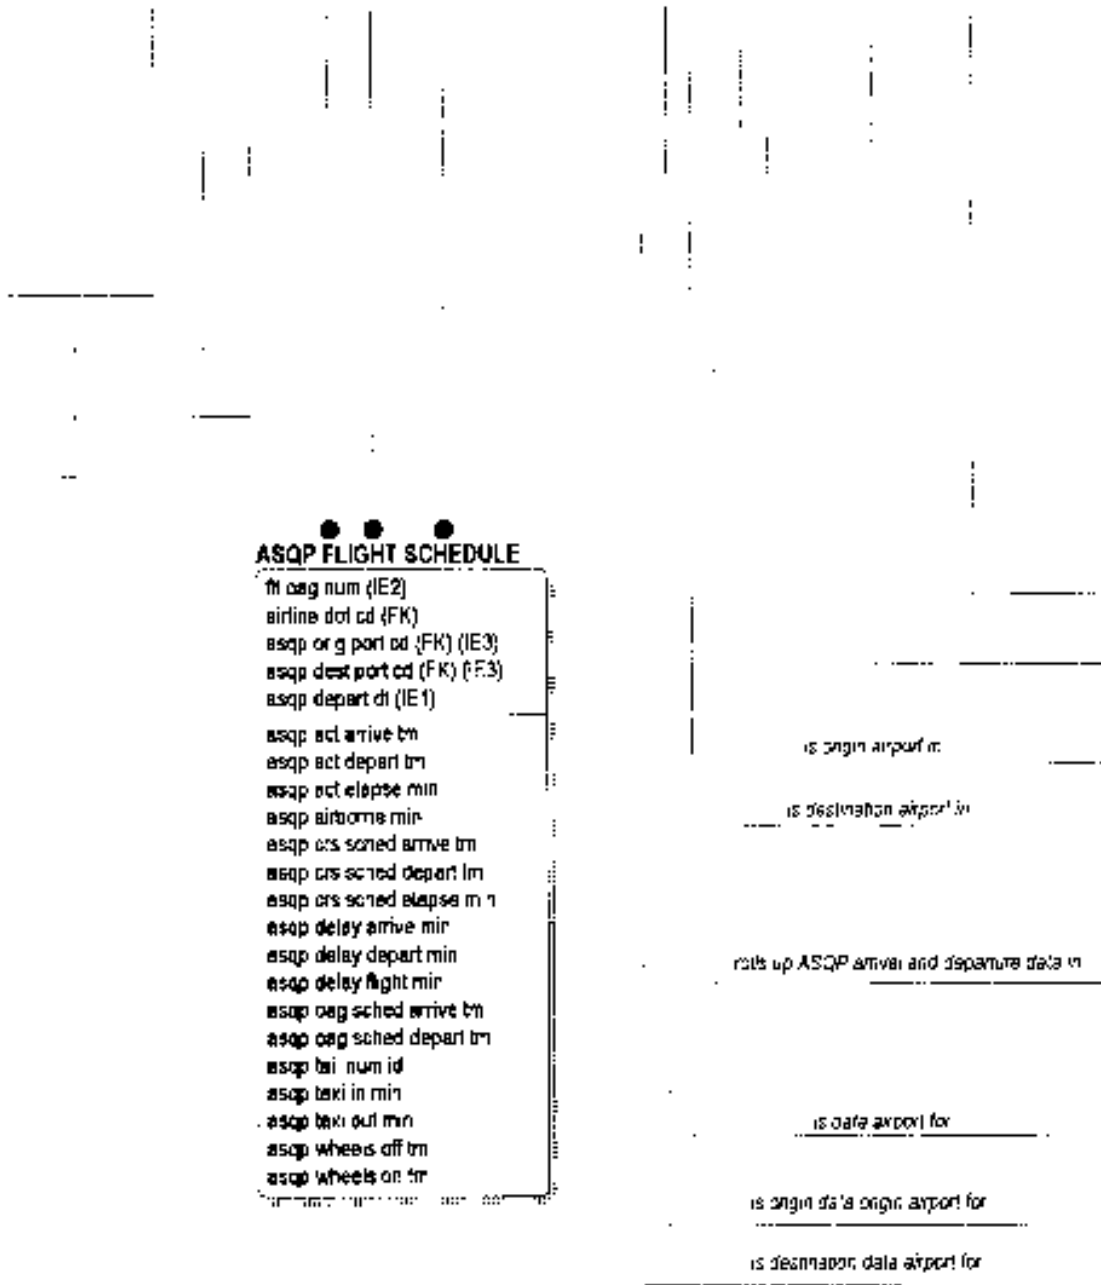 ASQP FLIGHT SCHEDULE
flt oag num (IE2)
airline dot cd (FK)
asqp orig port cd (FK) (IE3)
asqp dest port cd (FK) (IE3)
asqp depart dt (IE1)
asqp act arrive tm
asqp act depart tm
asqp act elapse min
asqp airborne min
asqp crs sched arrive tm
asqp crs sched depart tm
asqp crs sched elapse min
asqp delay arrive min
asqp delay depart min
asqp delay flight min
asqp oag sched arrive tm
asqp oag sched depart tm
asqp tail num id
asqp taxi in min
asqp taxi out min
asqp wheels off tm
asqp wheels on tm
is origin airport in
is destination airport in
rolls up ASQP arrival and departure data in
is data airport for
is origin data origin airport for
is destination data airport for